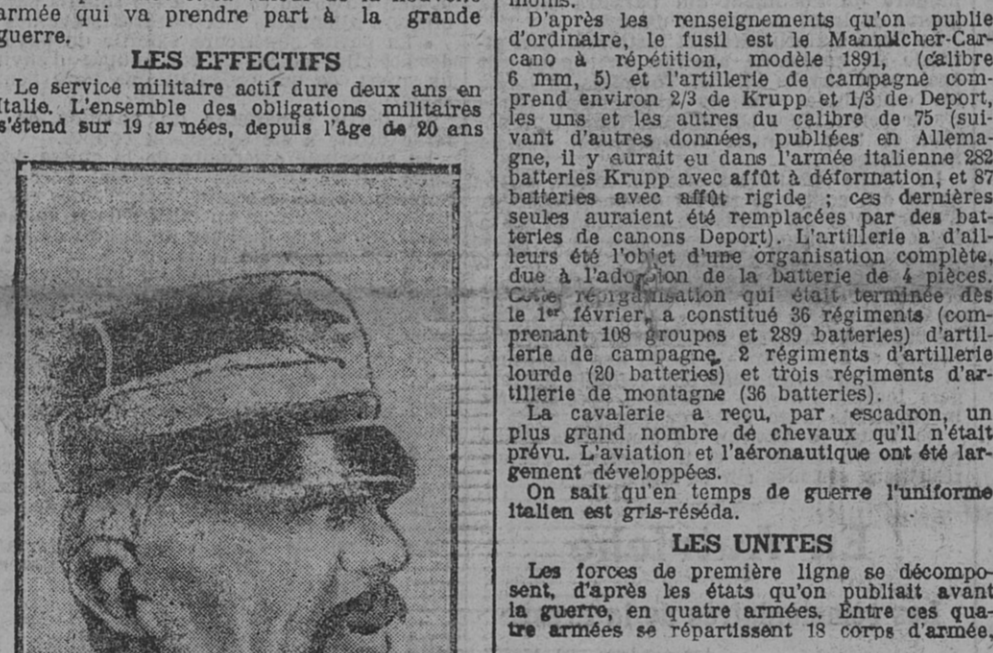 armée qui va prendre part à la grande
guerre.
LES EFFECTIFS
Le service militaire actif dure deux ans en
Italie. L'ensemble des obligations militaires
s'étend sur 19 années, depuis l'âge de 20 ans
moins.
D'après les renseignements qu'on publie
d'ordinaire, le fusil est le Mannlicher-Car-
cano à répétition, modèle 1891, (calibre
6 mm, 5) et l'artillerie de campagne com-
prend environ 2/3 de Krupp et 1/3 de Deport,
les uns et les autres du calibre de 75 (sui-
vant d'autres données, publiées en Allema-
gne, il y aurait eu dans l'armée italienne 282
batteries Krupp avec affût à déformation, et 87
batteries avec affût rigide ; ces dernières
seules auraient été remplacées par des bat-
teries de canons Deport). L'artillerie a d'ail-
leurs été l'objet d'une organisation complète,
due à l'adoption de la batterie de 4 pièces.
Cette réorganisation qui était terminée dès
le 1er février, a constitué 36 régiments (com-
prenant 108 groupes et 289 batteries) d'artil-
lerie de campagne, 2 régiments d'artillerie
lourde (20 batteries) et trois régiments d'ar-
tillerie de montagne (36 batteries).
La cavalerie a reçu, par escadron, un
plus grand nombre de chevaux qu'il n'était
prévu. L'aviation et l'aéronautique ont été lar-
gement développées.
On sait qu'en temps de guerre l'uniforme
italien est gris-réséda.
LES UNITES
Les forces de première ligne se décompo-
sent, d'après les états qu'on publiait avant
la guerre, en quatre armées. Entre ces qua-
tre armées se répartissent 18 corps d'armée,